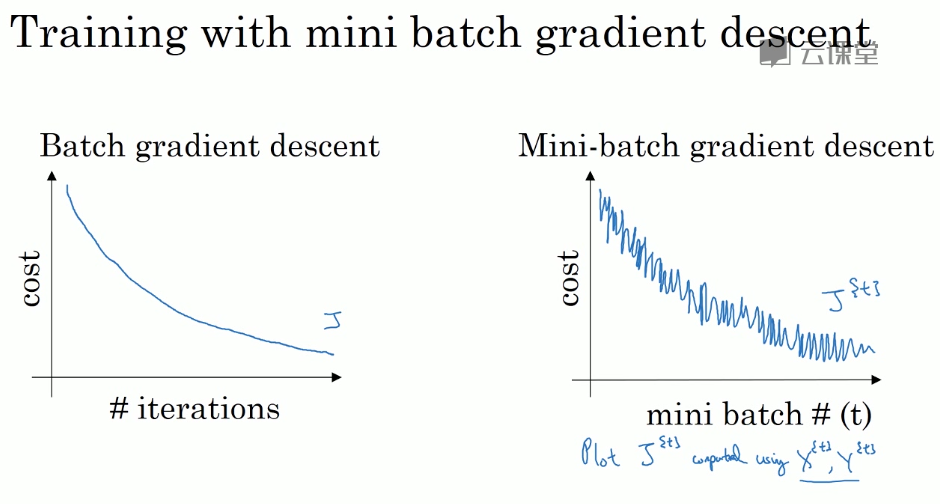 Training with mini batch gradient descent
云课堂
Batch gradient descent
cost
J
# iterations
Mini-batch gradient descent
cost
J{t}
mini batch # (t)
Plot J{t} computed using X{t}, Y{t}